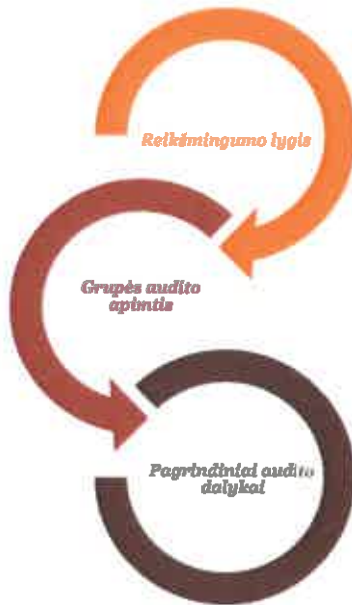 Reikšmingumo lygis
Grupės audito
apimtis
Pagrindiniai audito
dalykai